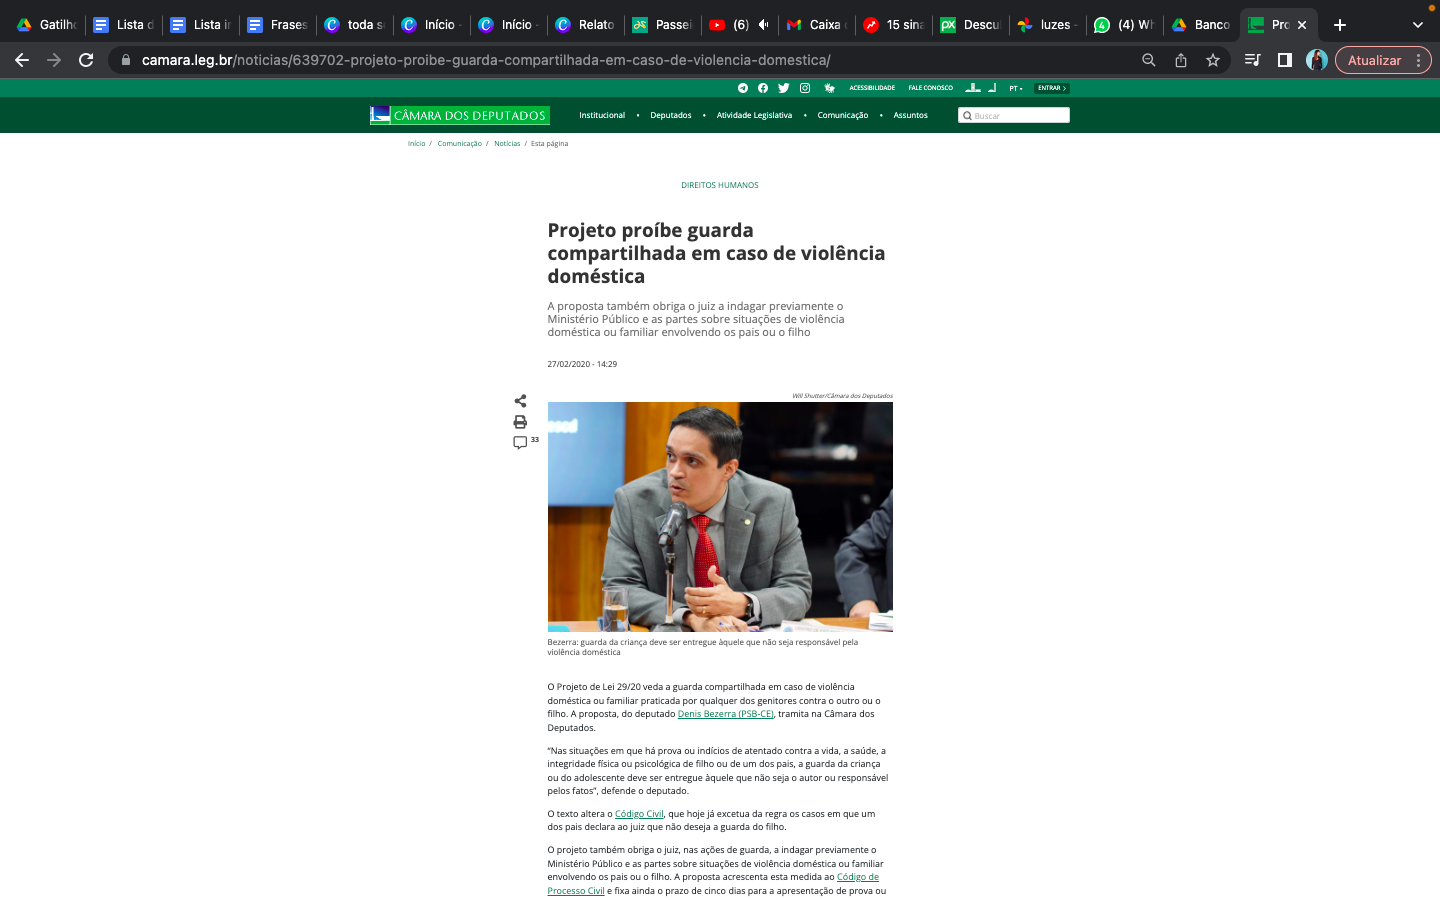 Gatilho
Lista d
Lista in
Frases
toda s
Início -
Início -
Relato
Passei
(6)
Caixa
15 sina
Descul
luzes -
(4) Wh
Banco
Pro
camara.leg.br/noticias/639702-projeto-proibe-guarda-compartilhada-em-caso-de-violencia-domestica/
Atualizar
ACESSIBILIDADE
FALE CONOSCO
PT
ENTRAR
CÂMARA DOS DEPUTADOS
Institucional • Deputados • Atividade Legislativa • Comunicação • Assuntos
Buscar
Início / Comunicação / Notícias / Esta página
DIREITOS HUMANOS
Projeto proíbe guarda
compartilhada em caso de violência
doméstica
A proposta também obriga o juiz a indagar previamente o
Ministério Público e as partes sobre situações de violência
doméstica ou familiar envolvendo os pais ou o filho
27/02/2020 - 14:29
33
Will Shutter/Câmara dos Deputados
Bezerra: guarda da criança deve ser entregue àquele que não seja responsável pela
violência doméstica
O Projeto de Lei 29/20 veda a guarda compartilhada em caso de violência
doméstica ou familiar praticada por qualquer dos genitores contra o outro ou o
filho. A proposta, do deputado Denis Bezerra (PSB-CE), tramita na Câmara dos
Deputados.
“Nas situações em que há prova ou indícios de atentado contra a vida, a saúde, a
integridade física ou psicológica de filho ou de um dos pais, a guarda da criança
ou do adolescente deve ser entregue àquele que não seja o autor ou responsável
pelos fatos”, defende o deputado.
O texto altera o Código Civil, que hoje já excetua da regra os casos em que um
dos pais declara ao juiz que não deseja a guarda do filho.
O projeto também obriga o juiz, nas ações de guarda, a indagar previamente o
Ministério Público e as partes sobre situações de violência doméstica ou familiar
envolvendo os pais ou o filho. A proposta acrescenta esta medida ao Código de
Processo Civil e fixa ainda o prazo de cinco dias para a apresentação de prova ou